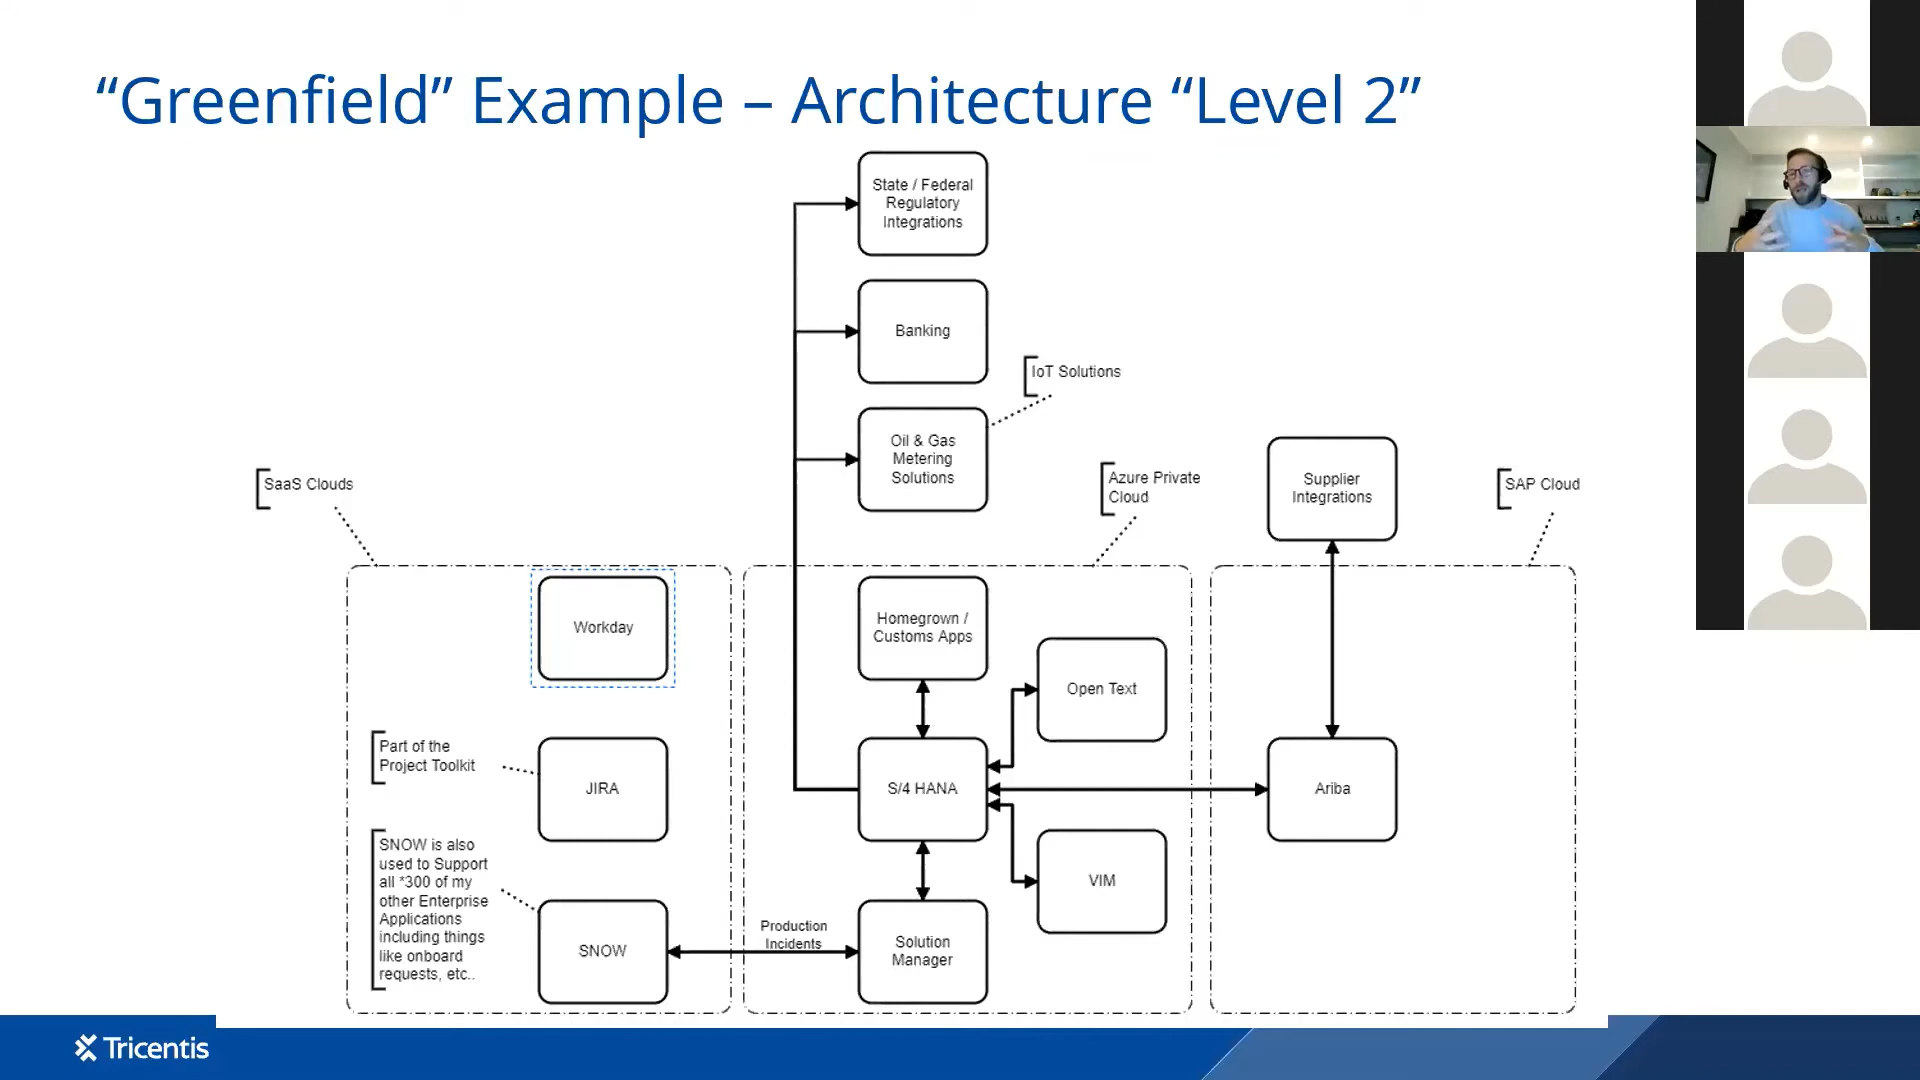 “Greenfield” Example – Architecture “Level 2”
State / Federal
Regulatory
Integrations
Banking
IoT Solutions
Oil & Gas
Metering
Solutions
SaaS Clouds
Azure Private
Cloud
Supplier
Integrations
SAP Cloud
Workday
Homegrown /
Customs Apps
Open Text
Part of the
Project Toolkit
JIRA
S/4 HANA
Ariba
SNOW is also
used to Support
all *300 of my
other Enterprise
Applications
including things
like onboard
requests, etc..
VIM
SNOW
Production
Incidents
Solution
Manager
Tricentis